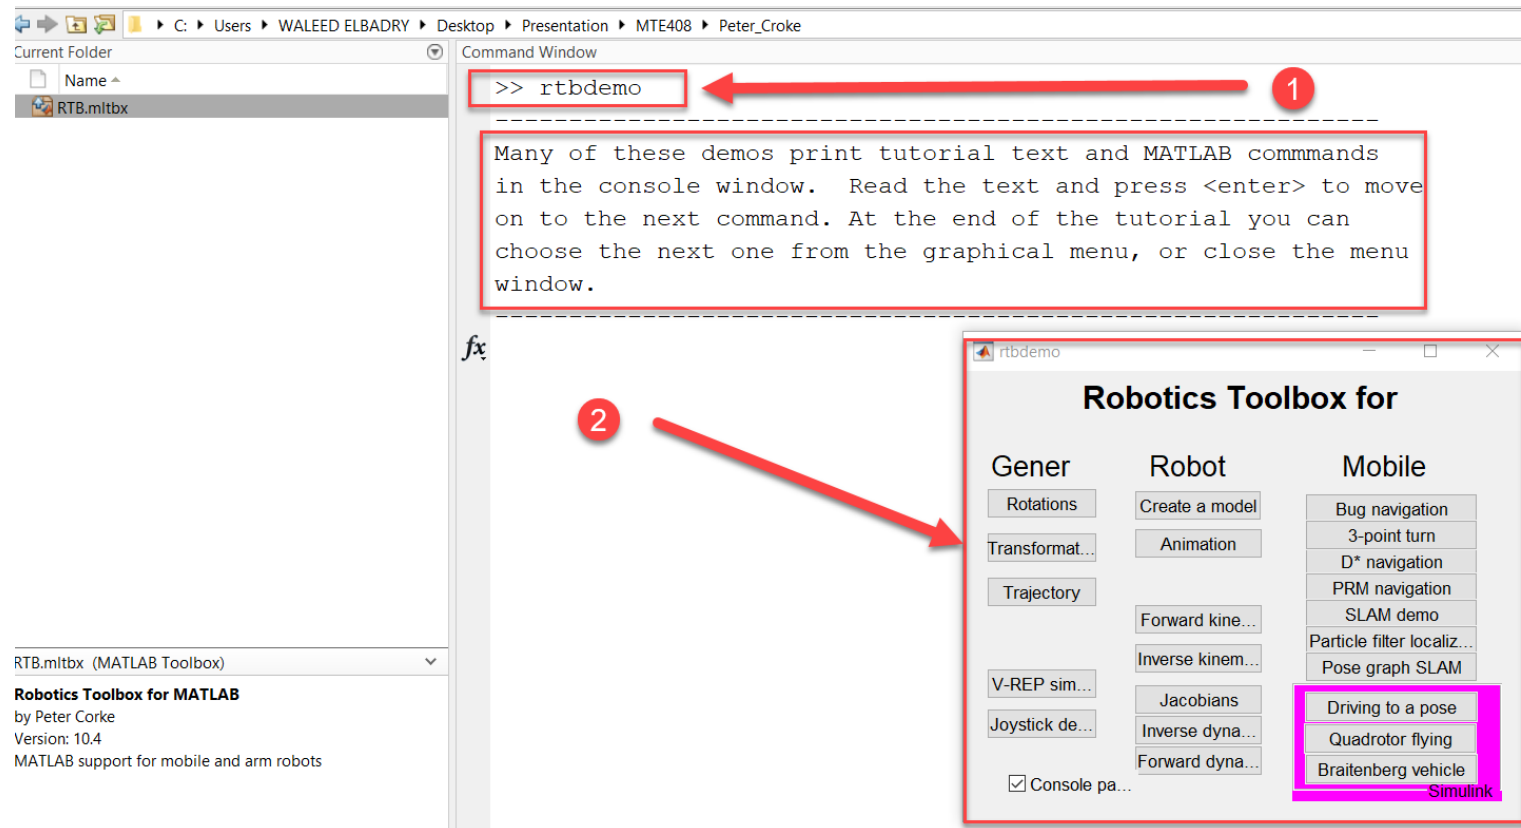 C: Users WALEED ELBADRY Desktop Presentation MTE408 Peter_Croke
Current Folder
Command Window
Name
RTB.mltbx
>> rtbdemo
1
------------------------------------------------------------
Many of these demos print tutorial text and MATLAB commmands
in the console window. Read the text and press <enter> to move
on to the next command. At the end of the tutorial you can
choose the next one from the graphical menu, or close the menu
window.
------------------------------------------------------------
fx
2
rtbdemo
Robotics Toolbox for
Gener
Rotations
Transformat...
Trajectory
V-REP sim...
Joystick de...
Console pa...
Robot
Create a model
Animation
Forward kine...
Inverse kinem...
Jacobians
Inverse dyna...
Forward dyna...
Mobile
Bug navigation
3-point turn
D* navigation
PRM navigation
SLAM demo
Particle filter localiz...
Pose graph SLAM
Driving to a pose
Quadrotor flying
Braitenberg vehicle
Simulink
RTB.mltbx (MATLAB Toolbox)
Robotics Toolbox for MATLAB
by Peter Corke
Version: 10.4
MATLAB support for mobile and arm robots